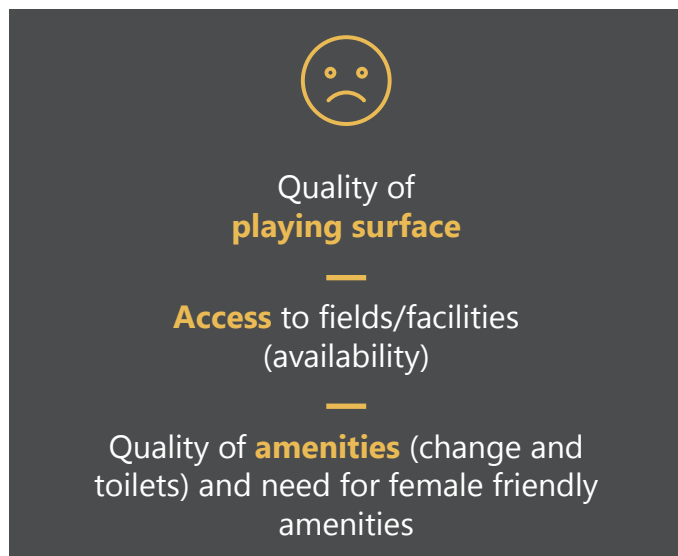 Quality of
playing surface
Access to fields/facilities
(availability)
Quality of amenities (change and
toilets) and need for female friendly
amenities